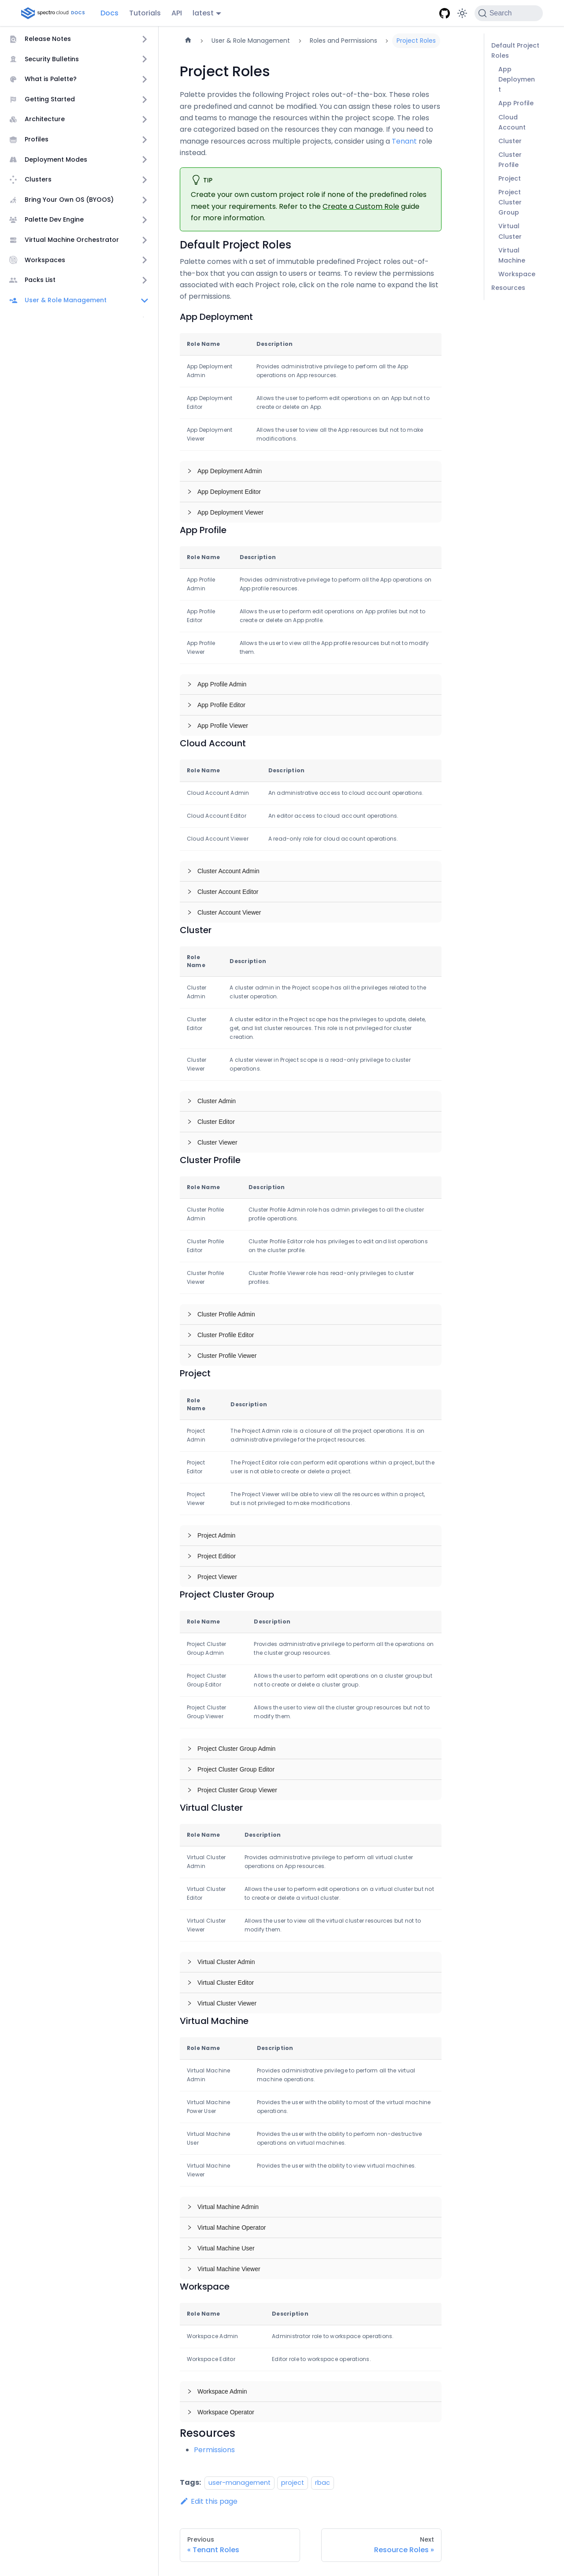 spectro cloud DOCS
Docs
Tutorials
API
latest
Search
Release Notes
Security Bulletins
What is Palette?
Getting Started
Architecture
Profiles
Deployment Modes
Clusters
Bring Your Own OS (BYOOS)
Palette Dev Engine
Virtual Machine Orchestrator
Workspaces
Packs List
User & Role Management
User & Role Management
Roles and Permissions
Project Roles
Project Roles
Palette provides the following Project roles out-of-the-box. These roles
are predefined and cannot be modified. You can assign these roles to users
and teams to manage the resources within the project scope. The roles
are categorized based on the resources they can manage. If you need to
manage resources across multiple projects, consider using a Tenant role
instead.
TIP
Create your own custom project role if none of the predefined roles
meet your requirements. Refer to the Create a Custom Role guide
for more information.
Default Project Roles
Palette comes with a set of immutable predefined Project roles out-of-
the-box that you can assign to users or teams. To review the permissions
associated with each Project role, click on the role name to expand the list
of permissions.
App Deployment
Role Name
Description
App Deployment
Admin
Provides administrative privilege to perform all the App
operations on App resources.
App Deployment
Editor
Allows the user to perform edit operations on an App but not to
create or delete an App.
App Deployment
Viewer
Allows the user to view all the App resources but not to make
modifications.
App Deployment Admin
App Deployment Editor
App Deployment Viewer
App Profile
Role Name
Description
App Profile
Admin
Provides administrative privilege to perform all the App operations on
App profile resources.
App Profile
Editor
Allows the user to perform edit operations on App profiles but not to
create or delete an App profile.
App Profile
Viewer
Allows the user to view all the App profile resources but not to modify
them.
App Profile Admin
App Profile Editor
App Profile Viewer
Cloud Account
Role Name
Description
Cloud Account Admin
An administrative access to cloud account operations.
Cloud Account Editor
An editor access to cloud account operations.
Cloud Account Viewer
A read-only role for cloud account operations.
Cluster Account Admin
Cluster Account Editor
Cluster Account Viewer
Cluster
Role
Name
Description
Cluster
Admin
A cluster admin in the Project scope has all the privileges related to the
cluster operation.
Cluster
Editor
A cluster editor in the Project scope has the privileges to update, delete,
get, and list cluster resources. This role is not privileged for cluster
creation.
Cluster
Viewer
A cluster viewer in Project scope is a read-only privilege to cluster
operations.
Cluster Admin
Cluster Editor
Cluster Viewer
Cluster Profile
Role Name
Description
Cluster Profile
Admin
Cluster Profile Admin role has admin privileges to all the cluster
profile operations.
Cluster Profile
Editor
Cluster Profile Editor role has privileges to edit and list operations
on the cluster profile.
Cluster Profile
Viewer
Cluster Profile Viewer role has read-only privileges to cluster
profiles.
Cluster Profile Admin
Cluster Profile Editor
Cluster Profile Viewer
Project
Role
Name
Description
Project
Admin
The Project Admin role is a closure of all the project operations. It is an
administrative privilege for the project resources.
Project
Editor
The Project Editor role can perform edit operations within a project, but the
user is not able to create or delete a project.
Project
Viewer
The Project Viewer will be able to view all the resources within a project,
but is not privileged to make modifications.
Project Admin
Project Editior
Project Viewer
Project Cluster Group
Role Name
Description
Project Cluster
Group Admin
Provides administrative privilege to perform all the operations on
the cluster group resources.
Project Cluster
Group Editor
Allows the user to perform edit operations on a cluster group but
not to create or delete a cluster group.
Project Cluster
Group Viewer
Allows the user to view all the cluster group resources but not to
modify them.
Project Cluster Group Admin
Project Cluster Group Editor
Project Cluster Group Viewer
Virtual Cluster
Role Name
Description
Virtual Cluster
Admin
Provides administrative privilege to perform all virtual cluster
operations on App resources.
Virtual Cluster
Editor
Allows the user to perform edit operations on a virtual cluster but not
to create or delete a virtual cluster.
Virtual Cluster
Viewer
Allows the user to view all the virtual cluster resources but not to
modify them.
Virtual Cluster Admin
Virtual Cluster Editor
Virtual Cluster Viewer
Virtual Machine
Role Name
Description
Virtual Machine
Admin
Provides administrative privilege to perform all the virtual
machine operations.
Virtual Machine
Power User
Provides the user with the ability to most of the virtual machine
operations.
Virtual Machine
User
Provides the user with the ability to perform non-destructive
operations on virtual machines.
Virtual Machine
Viewer
Provides the user with the ability to view virtual machines.
Virtual Machine Admin
Virtual Machine Operator
Virtual Machine User
Virtual Machine Viewer
Workspace
Role Name
Description
Workspace Admin
Administrator role to workspace operations.
Workspace Editor
Editor role to workspace operations.
Workspace Admin
Workspace Operator
Resources
Permissions
Tags: user-management project rbac
Edit this page
Previous
« Tenant Roles
Next
Resource Roles »
Default Project
Roles
App
Deploymen
t
App Profile
Cloud
Account
Cluster
Cluster
Profile
Project
Project
Cluster
Group
Virtual
Cluster
Virtual
Machine
Workspace
Resources